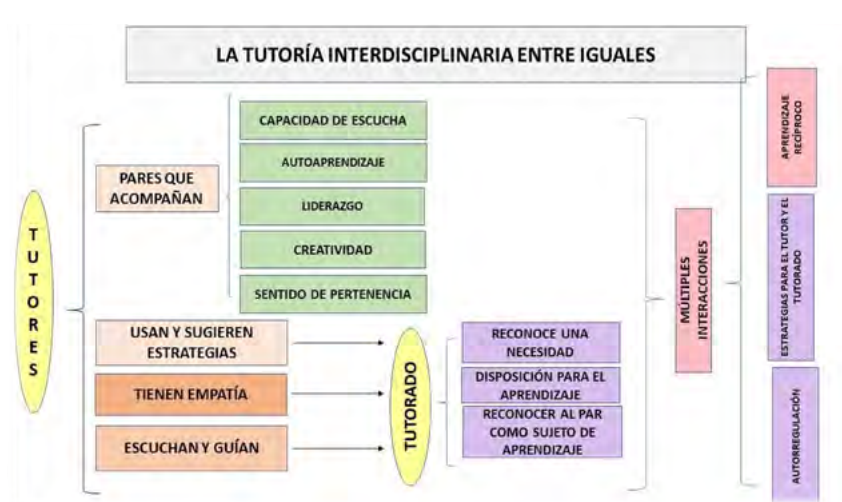 LA TUTORÍA INTERDISCIPLINARIA ENTRE IGUALES
TUTORES
PARES QUE
ACOMPAÑAN
CAPACIDAD DE ESCUCHA
AUTOAPRENDIZAJE
LIDERAZGO
CREATIVIDAD
SENTIDO DE PERTENENCIA
USAN Y SUGIEREN
ESTRATEGIAS
TIENEN EMPATÍA
ESCUCHAN Y GUÍAN
TUTORADO
RECONOCE UNA
NECESIDAD
DISPOSICIÓN PARA EL
APRENDIZAJE
RECONOCER AL PAR
COMO SUJETO DE
APRENDIZAJE
MÚLTIPLES
INTERACCIONES
APRENDIZAJE
RECÍPROCO
ESTRATEGIAS PARA EL TUTOR Y EL
TUTORADO
AUTORREGULACIÓN